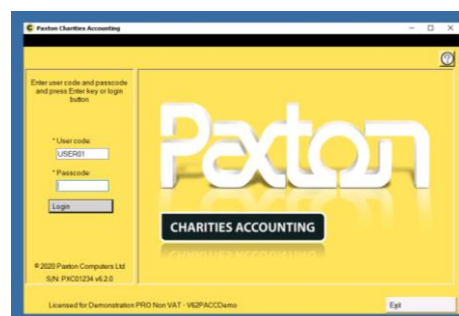 Paxton Charities Accounting
Enter user code and passcode
and press Enter key or login
button
* User code:
USER01
* Passcode:
Login
Paxton
CHARITIES ACCOUNTING
© 2020 Paxton Computers Ltd
S/N: PXC01234 v6.2.0
Licensed for Demonstration PRO Non VAT - V62PACCDemo
Exit